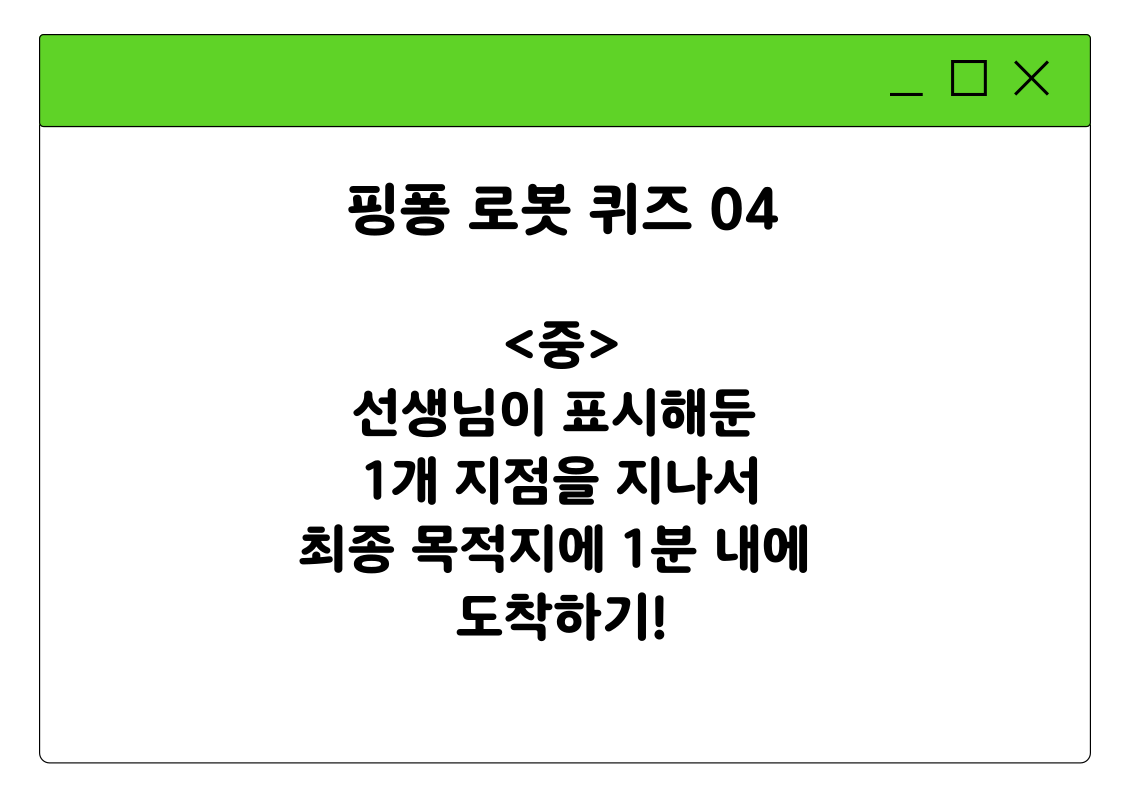 핑퐁 로봇 퀴즈 04
<중>
선생님이 표시해둔
1개 지점을 지나서
최종 목적지에 1분 내에
도착하기!